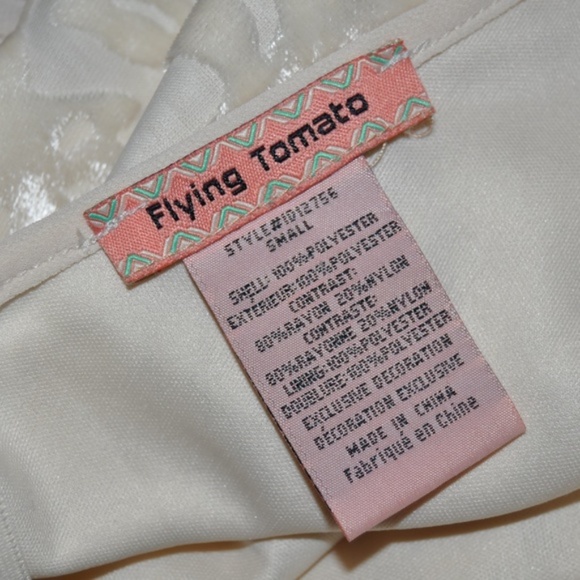 Flying Tomato
STYLE#ID12756
SMALL
SHELL:100%POLYESTER
EXTERIEUR:100%POLYESTER
CONTRAST:
80%RAYON 20%NYLON
CONTRASTE:
80%RAYONNE 20%NYLON
LINING:100%POLYESTER
DOUBLURE:100%POLYESTER
EXCLUSIVE DECORATION
DECORATION EXCLUSIVE
MADE IN CHINA
Fabriqué en Chine